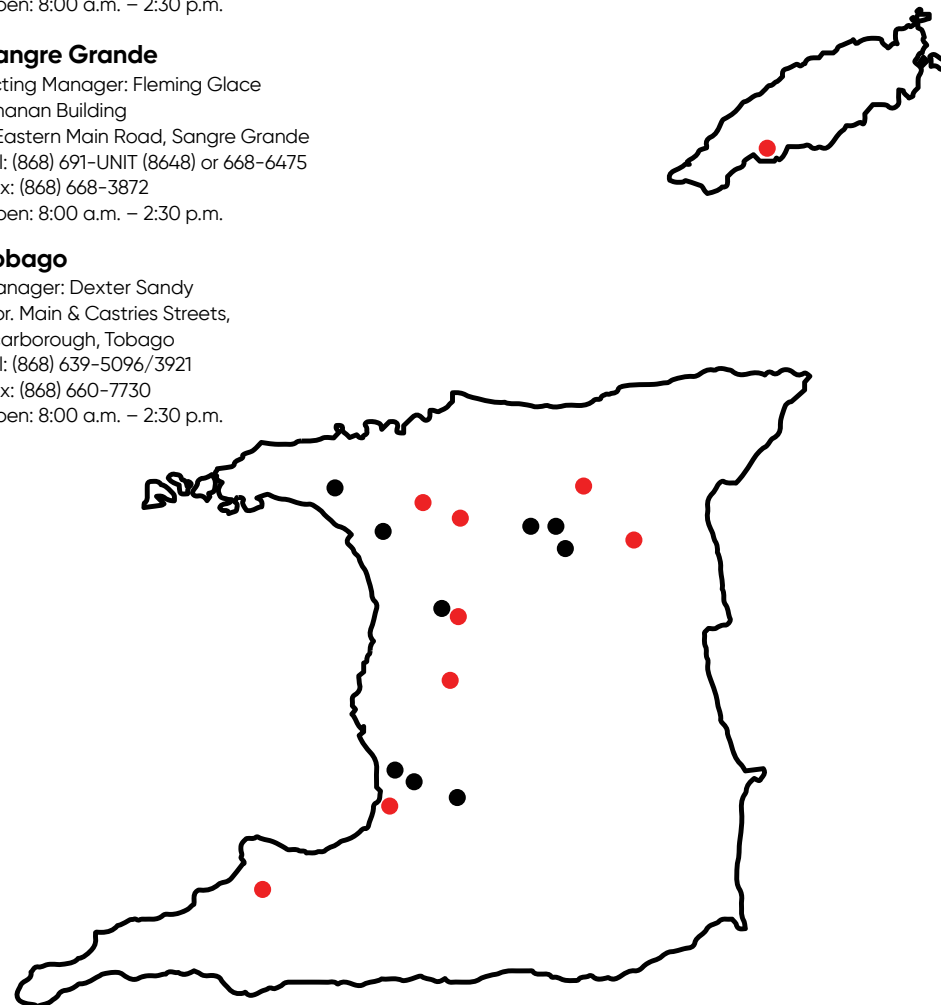 pen: 8:00 a.m. – 2:30 p.m.
angre Grande
cting Manager: Fleming Glace
hanan Building
Eastern Main Road, Sangre Grande
l: (868) 691-UNIT (8648) or 668-6475
x: (868) 668-3872
pen: 8:00 a.m. – 2:30 p.m.
obago
anager: Dexter Sandy
or. Main & Castries Streets,
arborough, Tobago
l: (868) 639-5096/3921
x: (868) 660-7730
pen: 8:00 a.m. – 2:30 p.m.